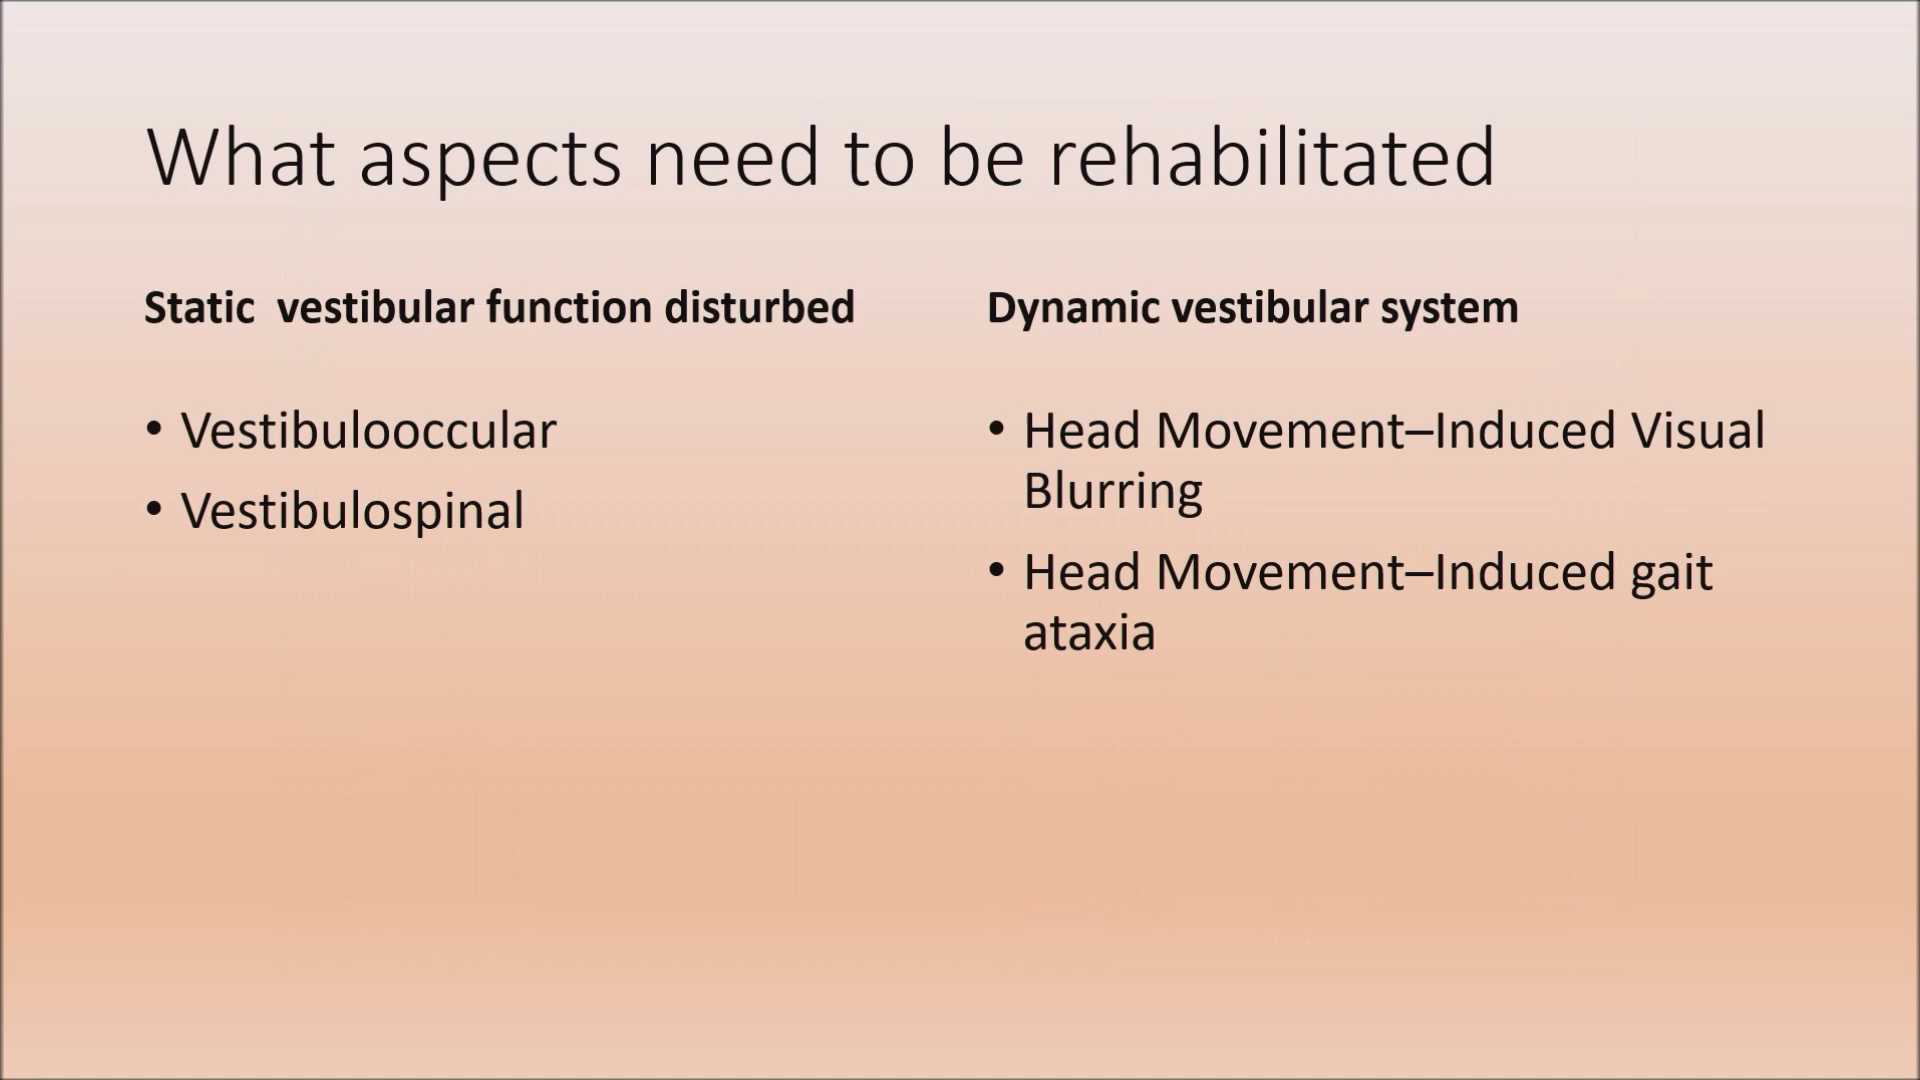 What aspects need to be rehabilitated
Static  vestibular function disturbed
• Vestibulooccular
• Vestibulospinal
Dynamic vestibular system
• Head Movement–Induced Visual
Blurring
• Head Movement–Induced gait
ataxia